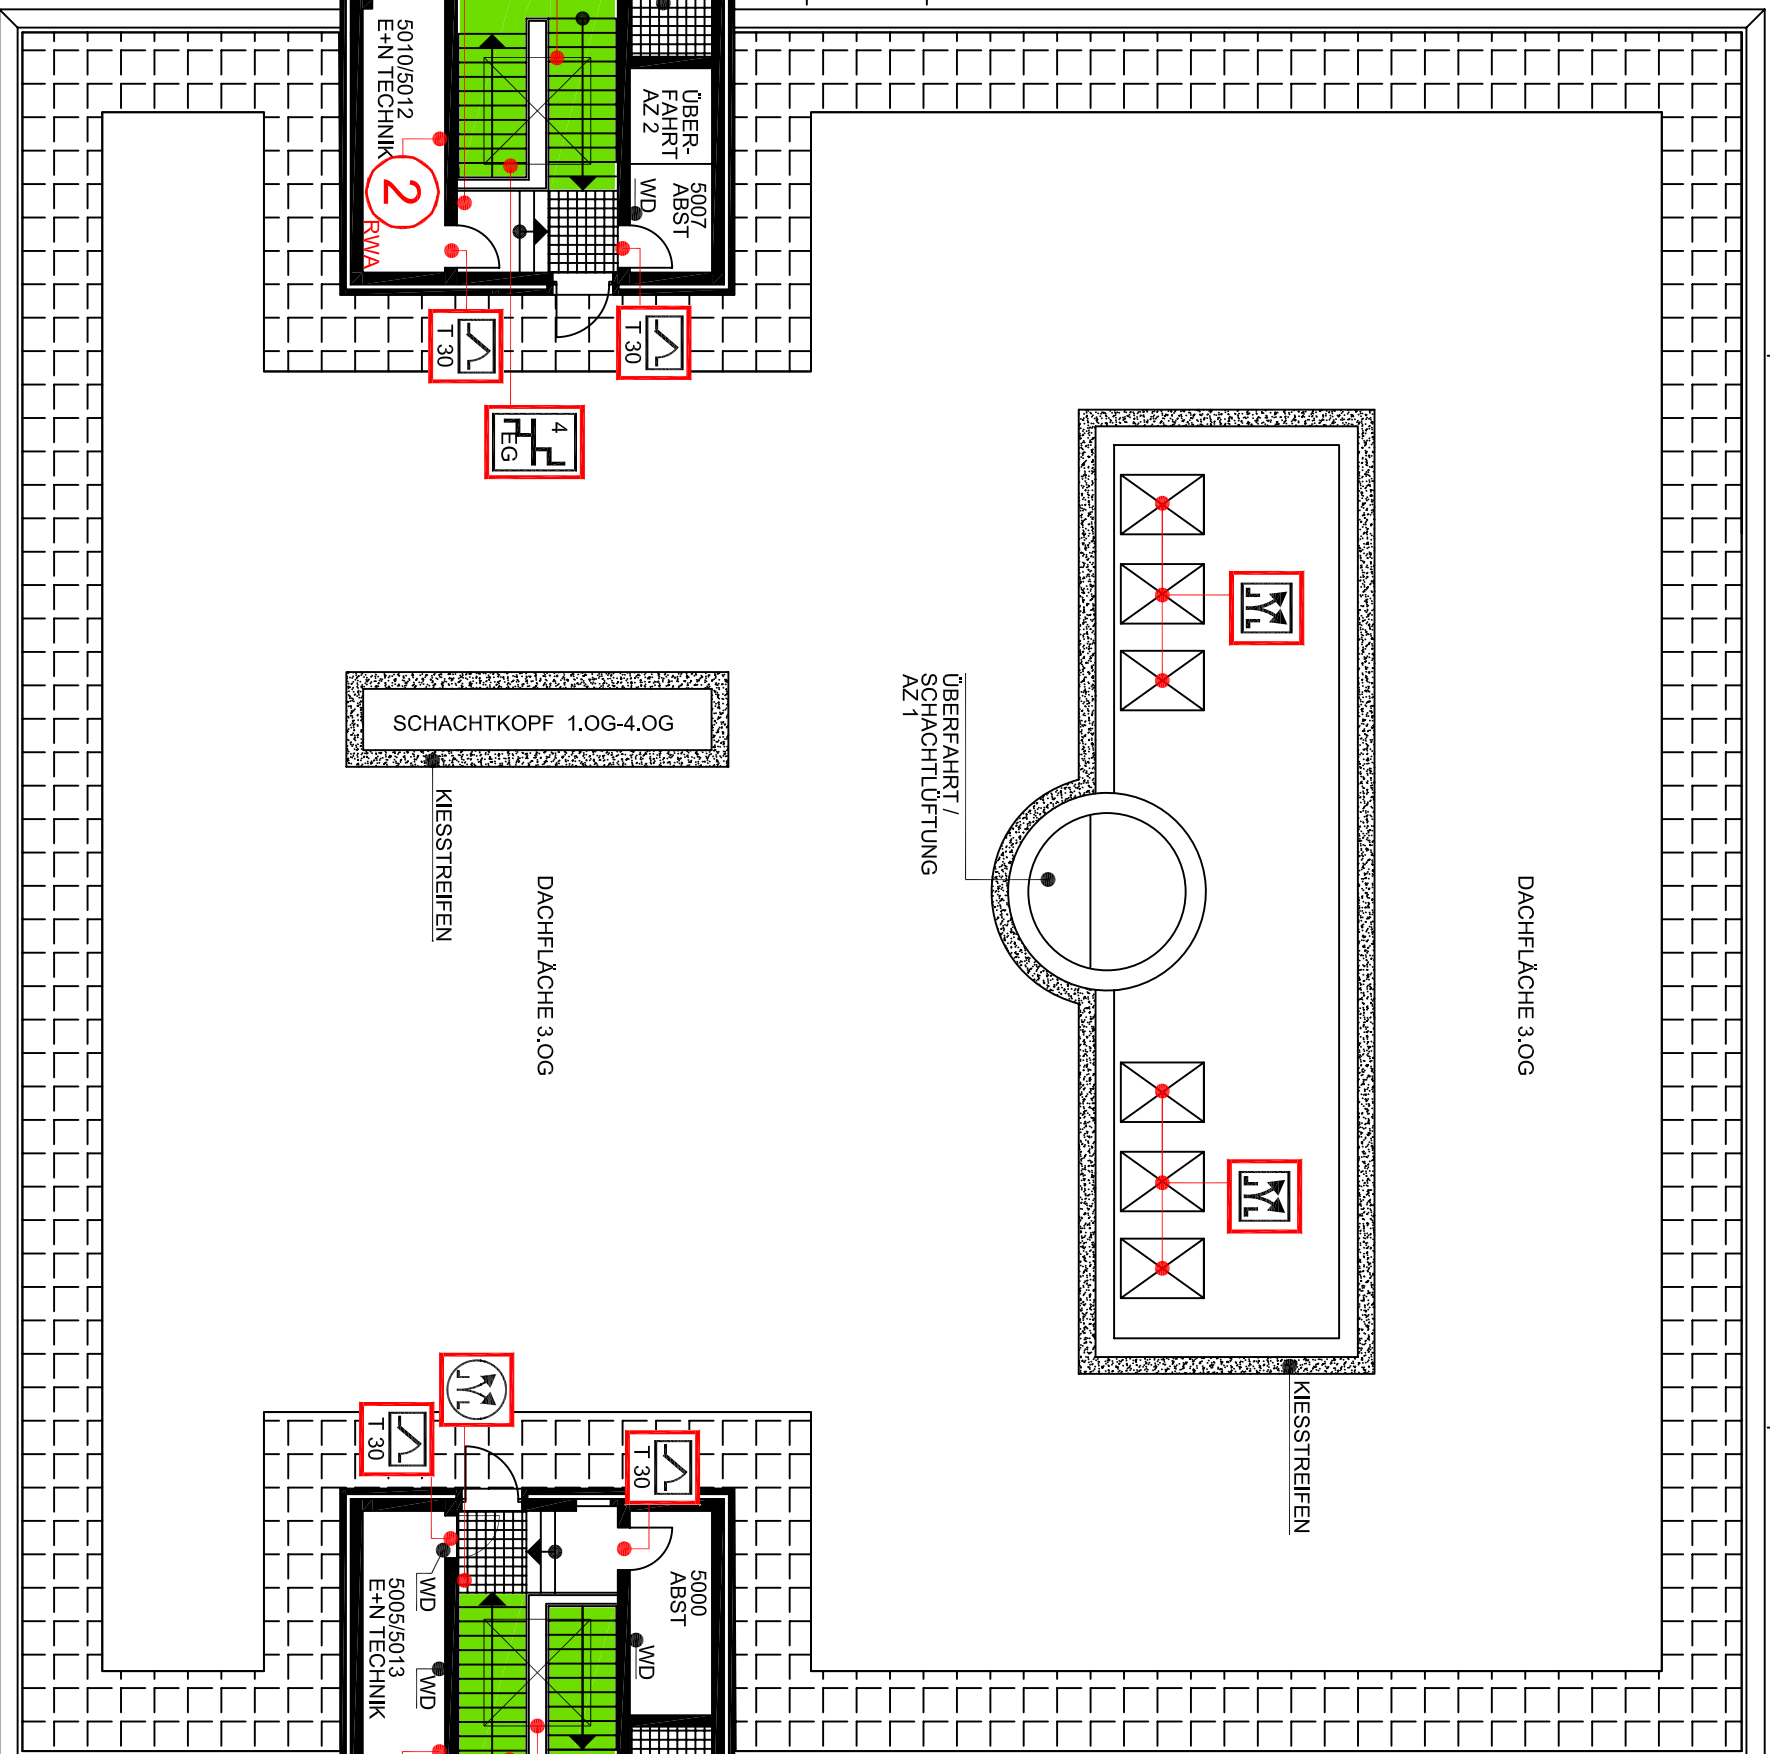 5010/5012
E+N TECHNIK
2
RWA
ÜBER-
FAHRT
AZ 2
5007
ABST
WD
T 30
T 30
4
EG
SCHACHTKOPF 1.OG-4.OG
KIESSTREIFEN
DACHFLÄCHE 3.OG
ÜBERFAHRT /
SCHACHTLÜFTUNG
AZ 1
DACHFLÄCHE 3.OG
KIESSTREIFEN
T 30
T 30
5000
ABST
WD
WD
5005/5013
E+N TECHNIK
WD